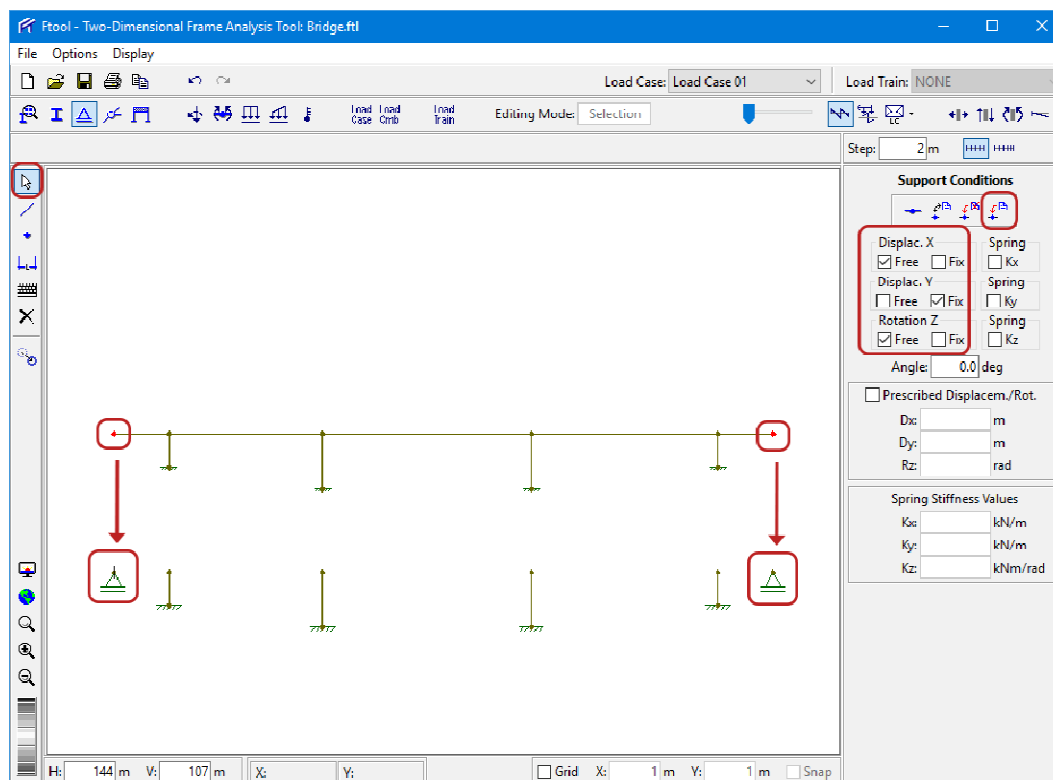 Ftool - Two-Dimensional Frame Analysis Tool: Bridge.ftl
File Options Display
Load Case: Load Case 01 Load Train: NONE
Load Case Load Cmb Load Train Editing Mode: Selection LC
Step: 2 m
Support Conditions
Displac. X Spring
Free Fix Kx
Displac. Y Spring
Free Fix Ky
Rotation Z Spring
Free Fix Kz
Angle: 0.0 deg
Prescribed Displacem./Rot.
Dx: m
Dy: m
Rz: rad
Spring Stiffness Values
Kx: kN/m
Ky: kN/m
Kz: kNm/rad
H: 144 m V: 107 m X: Y: Grid X: 1 m Y: 1 m Snap